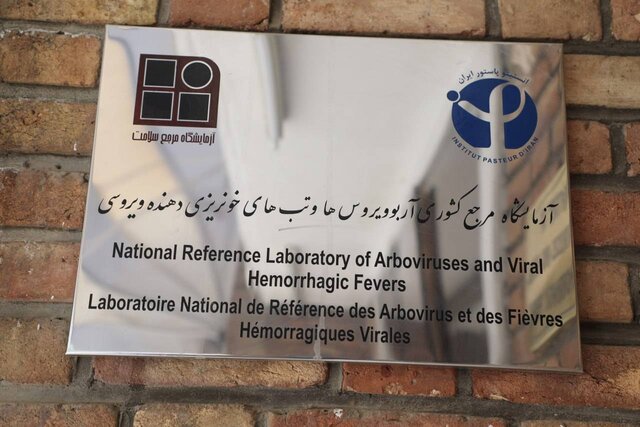 آزمایشگاه مرجع سلامت
انستیتو پاستور ایران
INSTITUT PASTEUR D'IRAN
آزمایشگاه مرجع کشوری آربوویروس ها و تب های خونریزی دهنده ویروسی
National Reference Laboratory of Arboviruses and Viral
Hemorrhagic Fevers
Laboratoire National de Référence des Arbovirus et des Fièvres
Hémorragiques Virales